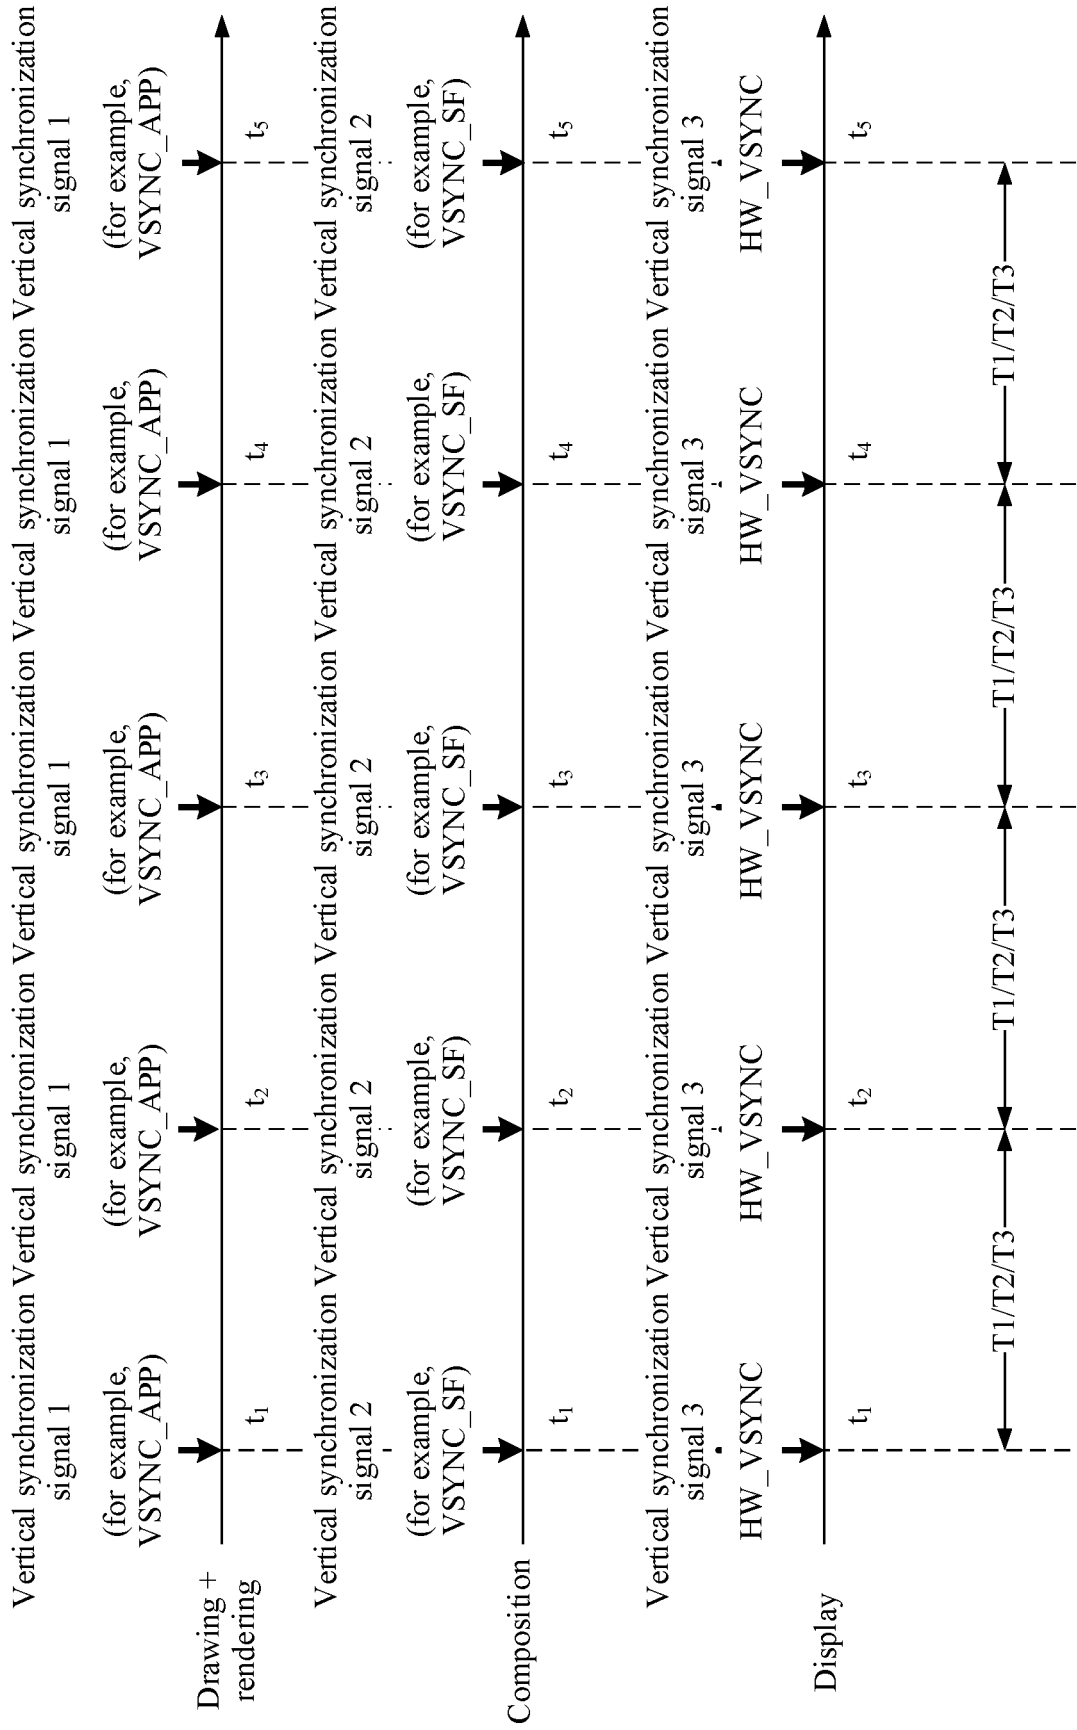 Vertical synchronization Vertical synchronization Vertical synchronization Vertical synchronization Vertical synchronization
signal 1 signal 1 signal 1 signal 1 signal 1
(for example, (for example, (for example, (for example, (for example,
VSYNC_APP) VSYNC_APP) VSYNC_APP) VSYNC_APP) VSYNC_APP)
Drawing +
rendering
t1 t2 t3 t4 t5
Vertical synchronization Vertical synchronization Vertical synchronization Vertical synchronization Vertical synchronization
signal 2 signal 2 signal 2 signal 2 signal 2
(for example, (for example, (for example, (for example, (for example,
VSYNC_SF) VSYNC_SF) VSYNC_SF) VSYNC_SF) VSYNC_SF)
Composition
t1 t2 t3 t4 t5
Vertical synchronization Vertical synchronization Vertical synchronization Vertical synchronization Vertical synchronization
signal 3 signal 3 signal 3 signal 3 signal 3
HW_VSYNC HW_VSYNC HW_VSYNC HW_VSYNC HW_VSYNC
Display
t1 t2 t3 t4 t5
T1/T2/T3 T1/T2/T3 T1/T2/T3 T1/T2/T3